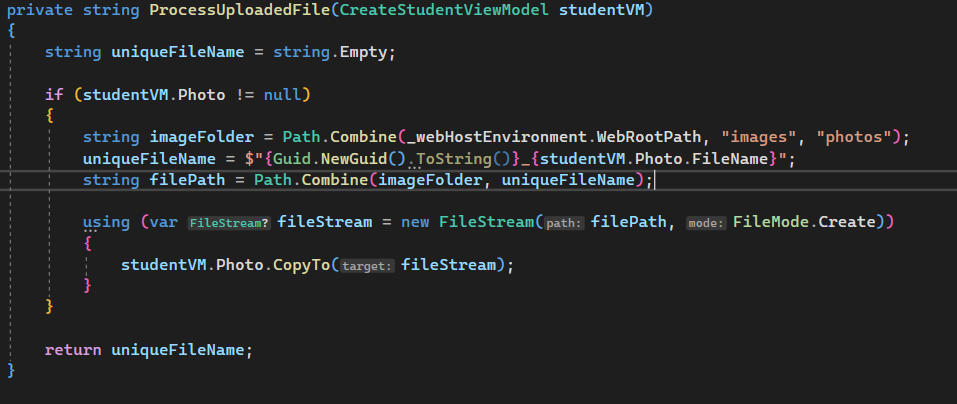 private string ProcessUploadedFile(CreateStudentViewModel studentVM)
{
    string uniqueFileName = string.Empty;

    if (studentVM.Photo != null)
    {
        string imageFolder = Path.Combine(_webHostEnvironment.WebRootPath, "images", "photos");
        uniqueFileName = $"{Guid.NewGuid().ToString()}_{studentVM.Photo.FileName}";
        string filePath = Path.Combine(imageFolder, uniqueFileName);

        using (var FileStream? fileStream = new FileStream(path: filePath, mode: FileMode.Create))
        {
            studentVM.Photo.CopyTo(target: fileStream);
        }
    }

    return uniqueFileName;
}